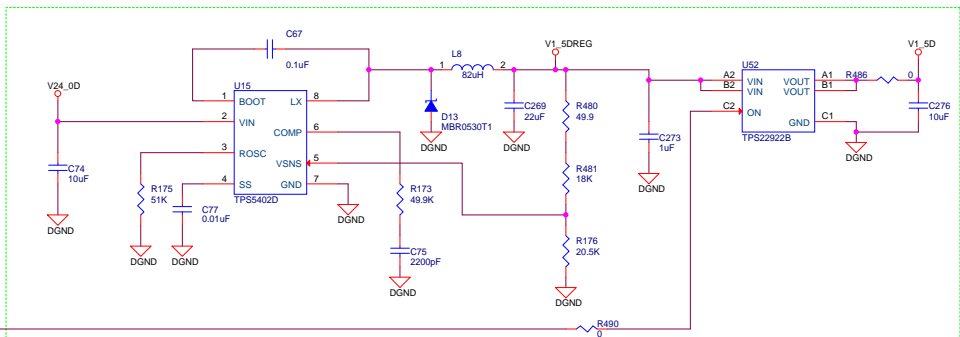 C67
0.1uF
V24_0D
U15
1
BOOT
LX
8
2
VIN
COMP
6
3
ROSC
VSNS
5
4
SS
GND
7
TPS5402D
C74
10uF
DGND
R175
51K
DGND
C77
0.01uF
DGND
DGND
R173
49.9K
C75
2200pF
DGND
D13
MBR0530T1
DGND
L8
1
2
82uH
V1_5DREG
C269
22uF
DGND
R480
49.9
R481
18K
R176
20.5K
DGND
C273
1uF
DGND
U52
A2
VIN
VOUT
A1
B2
VIN
VOUT
B1
C2
ON
GND
C1
TPS22922B
DGND
R486
0
V1_5D
C276
10uF
DGND
R490
0